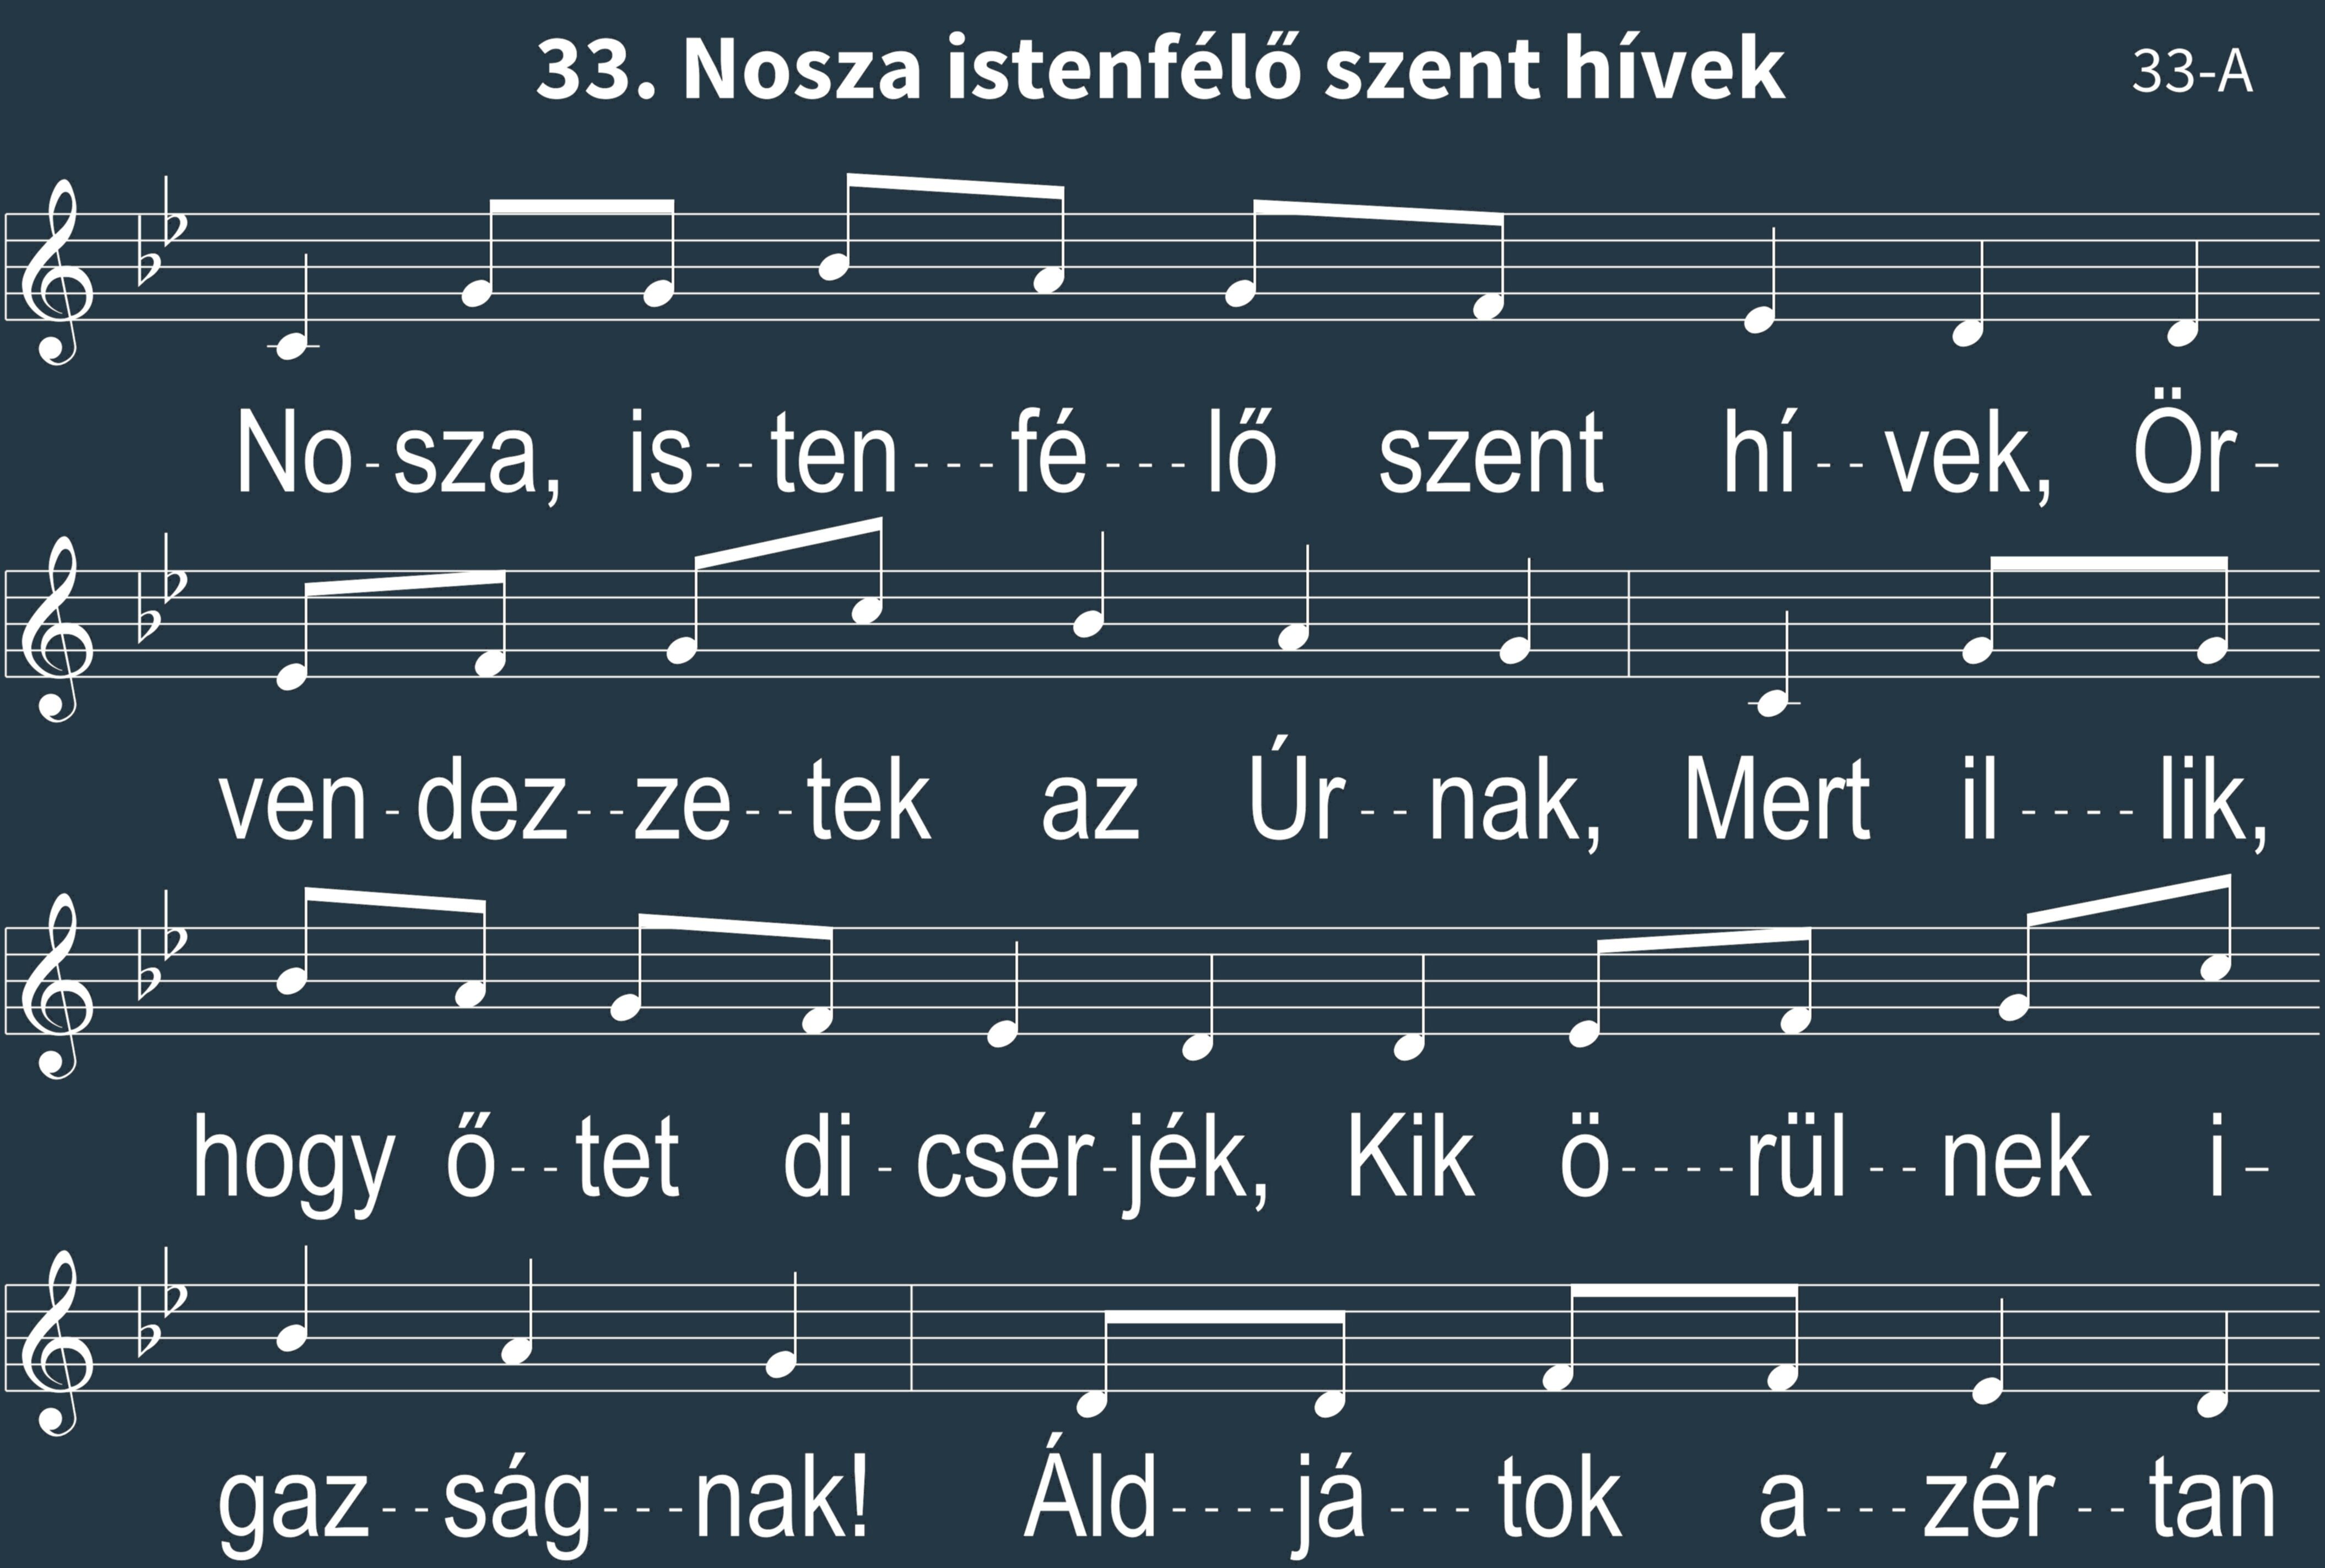 33. Nosza istenfélő szent hívek 33-A
No-sza, is--ten---fé---lő szent hí--vek, Ör-
ven-dez--ze--tek az Úr--nak, Mert il----lik,
hogy ő--tet di-csér-jék, Kik ö----rül--nek i-
gaz--ság---nak! Áld----já---tok a---zér--tan